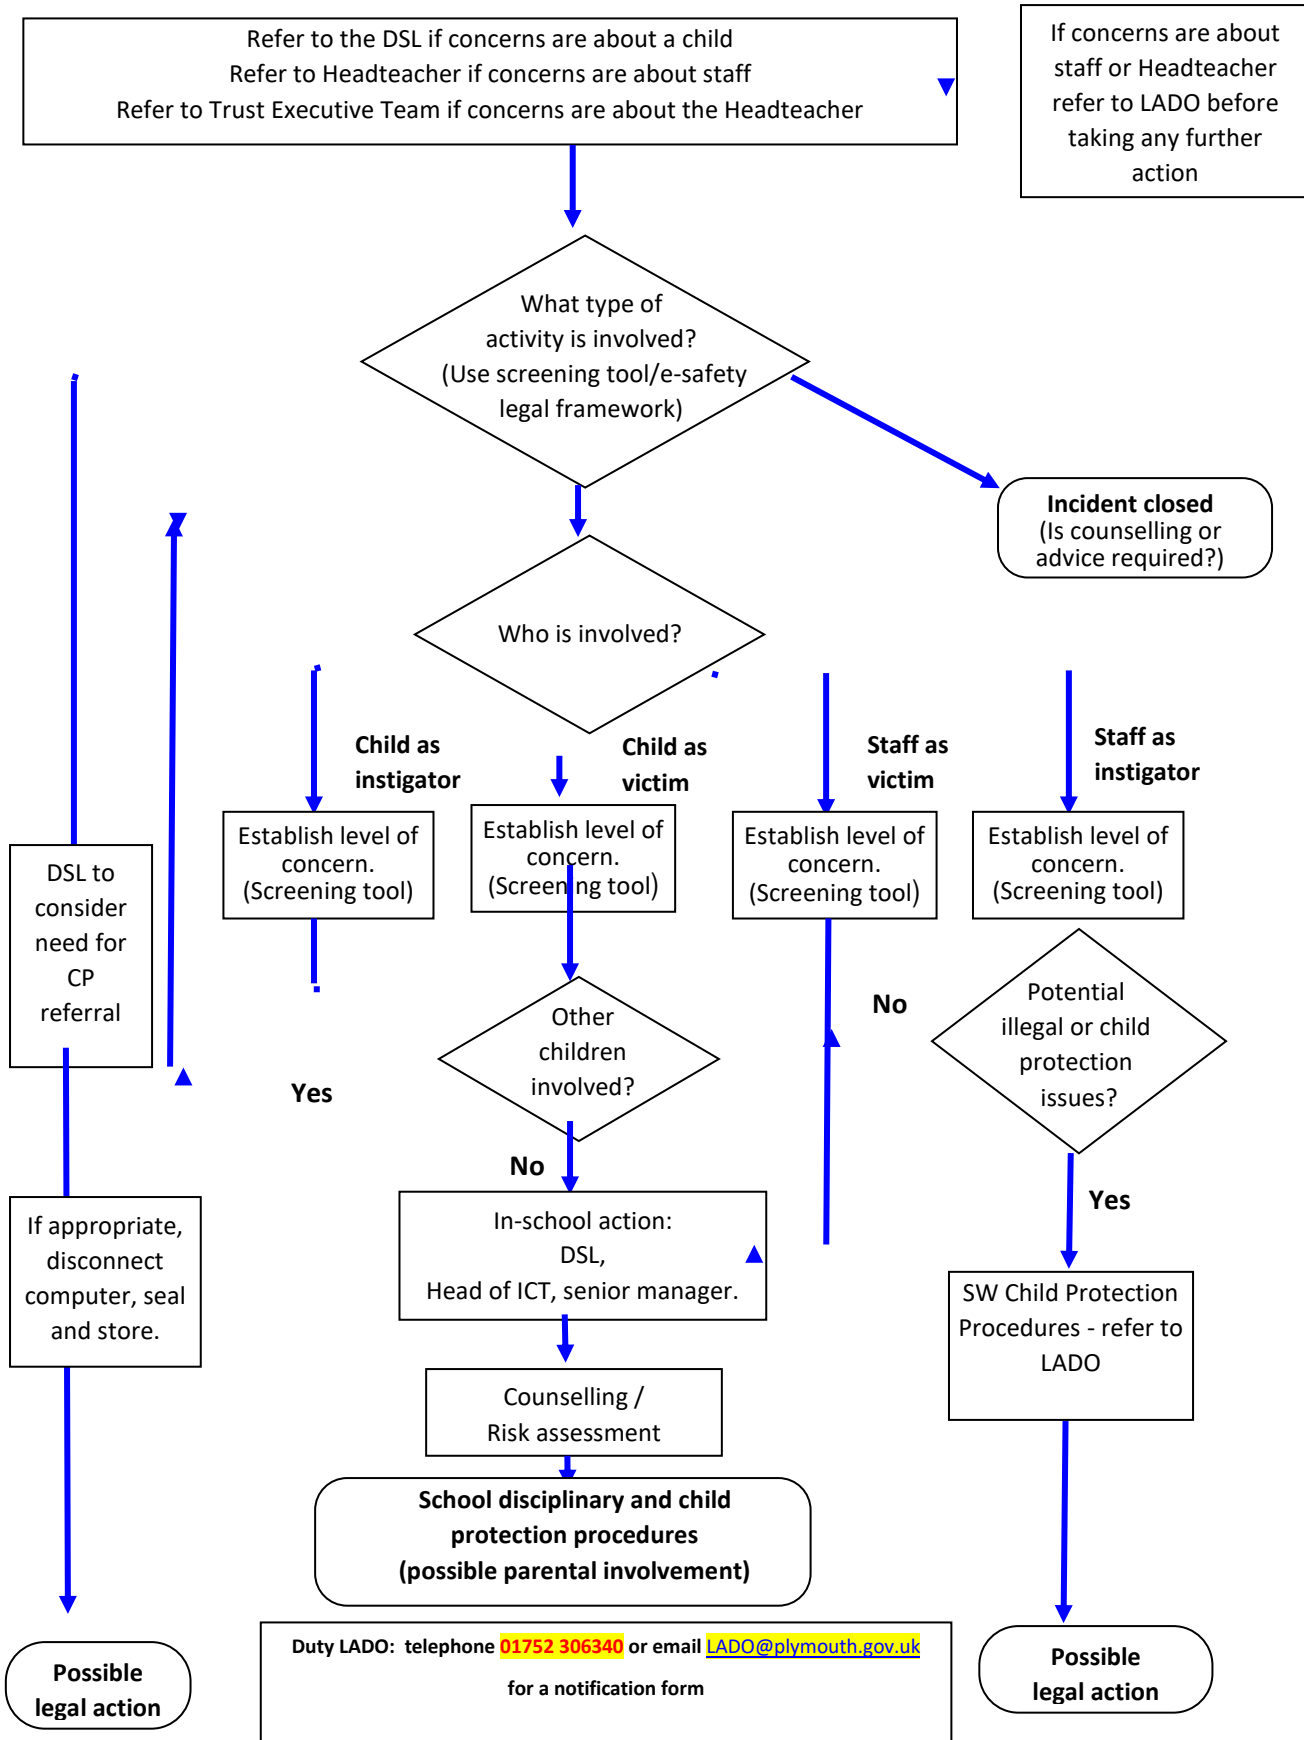 Refer to the DSL if concerns are about a child
Refer to Headteacher if concerns are about staff
Refer to Trust Executive Team if concerns are about the Headteacher
If concerns are about
staff or Headteacher
refer to LADO before
taking any further
action
What type of
activity is involved?
(Use screening tool/e-safety
legal framework)
Incident closed
(Is counselling or
advice required?)
Who is involved?
Child as
instigator
Child as
victim
Staff as
victim
Staff as
instigator
Establish level of
concern.
(Screening tool)
Establish level of
concern.
(Screening tool)
Establish level of
concern.
(Screening tool)
Establish level of
concern.
(Screening tool)
DSL to
consider
need for
CP
referral
Yes
Other
children
involved?
No
Potential
illegal or child
protection
issues?
No
Yes
If appropriate,
disconnect
computer, seal
and store.
In-school action:
DSL,
Head of ICT, senior manager.
SW Child Protection
Procedures - refer to
LADO
Counselling /
Risk assessment
School disciplinary and child
protection procedures
(possible parental involvement)
Possible
legal action
Duty LADO: telephone 01752 306340 or email LADO@plymouth.gov.uk
for a notification form
Possible
legal action